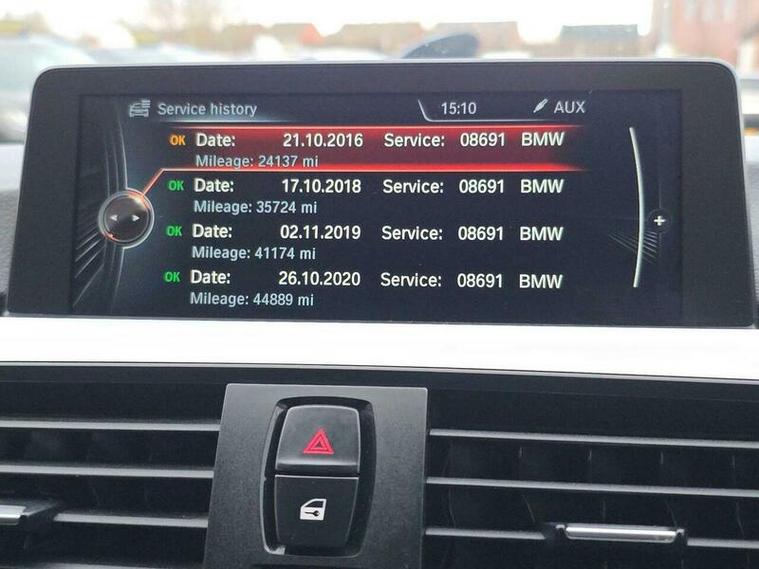 Service history 15:10 AUX
OK Date: 21.10.2016 Service: 08691 BMW
Mileage: 24137 mi
OK Date: 17.10.2018 Service: 08691 BMW
Mileage: 35724 mi
OK Date: 02.11.2019 Service: 08691 BMW
Mileage: 41174 mi
OK Date: 26.10.2020 Service: 08691 BMW
Mileage: 44889 mi